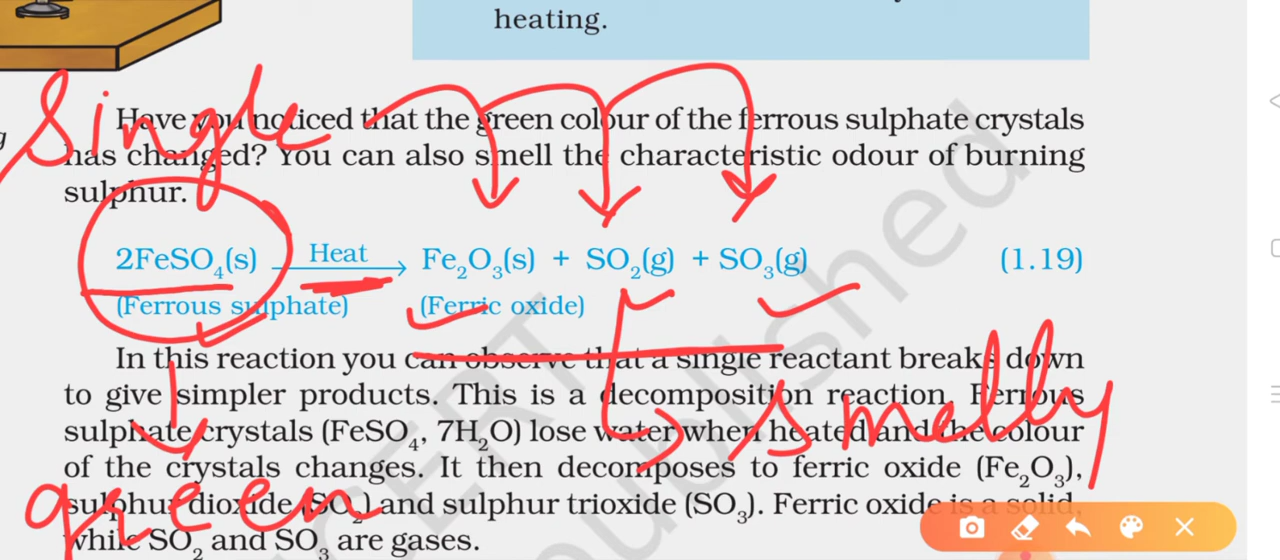 heating.
Single
Have you noticed that the green colour of the ferrous sulphate crystals
has changed? You can also smell the characteristic odour of burning
sulphur.
2FeSO₄(s) Heat → Fe₂O₃(s) + SO₂(g) + SO₃(g) (1.19)
(Ferrous sulphate) (Ferric oxide)
In this reaction you can observe that a single reactant breaks down
to give simpler products. This is a decomposition reaction. Ferrous
smelly
sulphate crystals (FeSO₄, 7H₂O) lose water when heated and the colour
of the crystals changes. It then decomposes to ferric oxide (Fe₂O₃),
green
sulphur dioxide (SO₂) and sulphur trioxide (SO₃). Ferric oxide is a solid,
while SO₂ and SO₃ are gases.